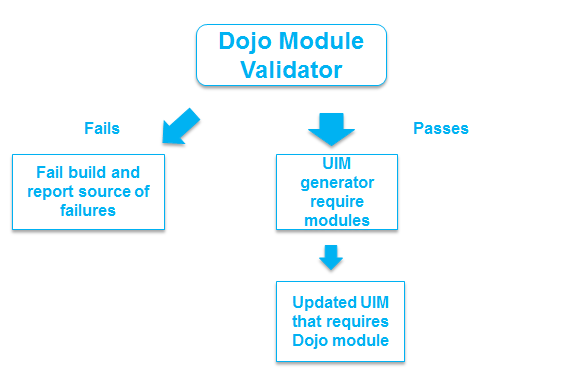 Dojo Module
Validator
Fails
Passes
Fail build and
report source of
failures
UIM
generator
require
modules
Updated UIM
that requires
Dojo module